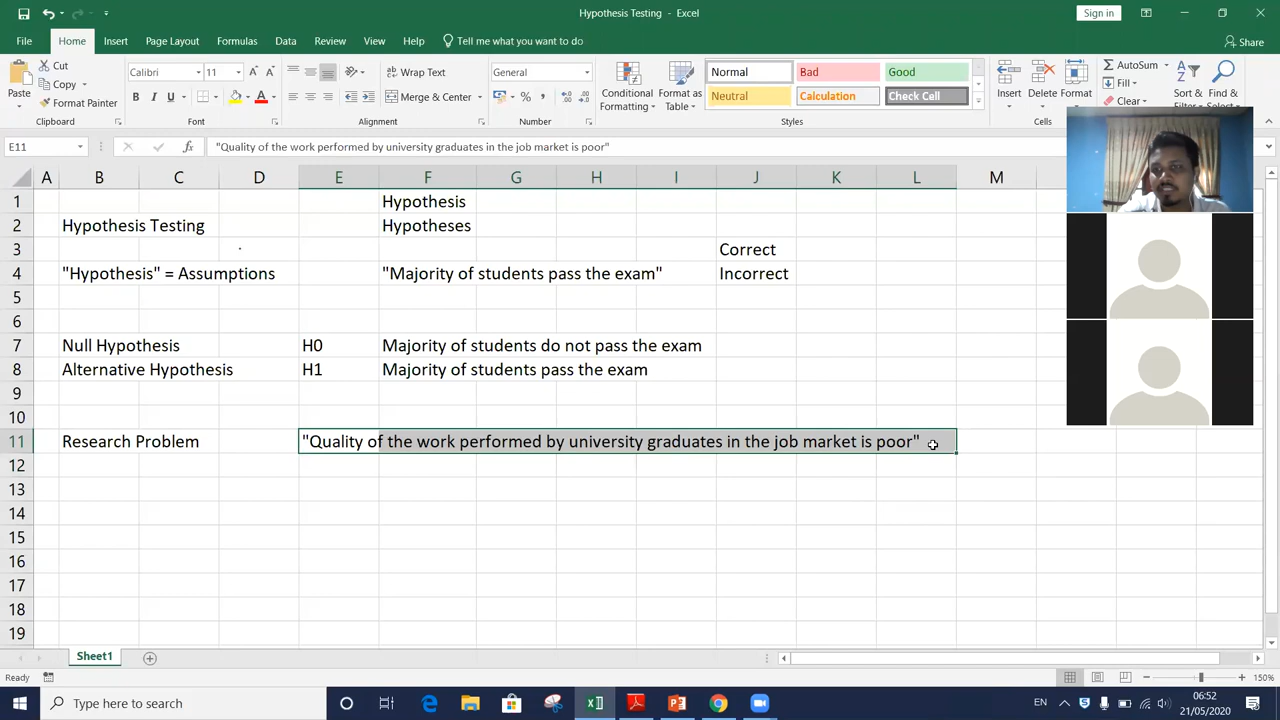 Hypothesis Testing - Excel
Sign in
File Home Insert Page Layout Formulas Data Review View Help Tell me what you want to do
Share
Paste
Cut
Copy
Format Painter
Clipboard
Calibri 11
B I U
Font
Wrap Text
Merge & Center
Alignment
General
Number
Conditional Formatting
Format as Table
Normal Bad Good
Neutral Calculation Check Cell
Styles
Insert Delete Format
Cells
AutoSum
Fill
Clear
Sort &
Find &
E11
fx
"Quality of the work performed by university graduates in the job market is poor"
A B C D E F G H I J K L M
1 Hypothesis
2 Hypothesis Testing Hypotheses
3 Correct
4 "Hypothesis" = Assumptions "Majority of students pass the exam" Incorrect
5
6
7 Null Hypothesis H0 Majority of students do not pass the exam
8 Alternative Hypothesis H1 Majority of students pass the exam
9
10
11 Research Problem "Quality of the work performed by university graduates in the job market is poor"
12
13
14
15
16
17
18
19
Sheet1
Ready
150%
Type here to search
EN
06:52
21/05/2020